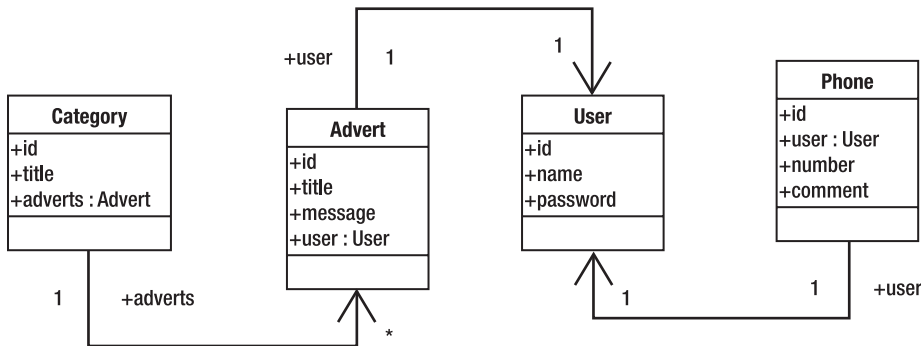 +user
1
1
Category
+id
+title
+adverts : Advert
Advert
+id
+title
+message
+user : User
User
+id
+name
+password
Phone
+id
+user : User
+number
+comment
1
+adverts
*
1
1
+user